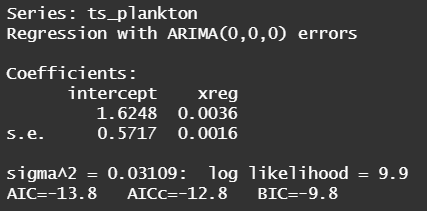 Series: ts_plankton
Regression with ARIMA(0,0,0) errors
Coefficients:
intercept xreg
1.6248 0.0036
s.e. 0.5717 0.0016
sigma^2 = 0.03109: log likelihood = 9.9
AIC=-13.8 AICc=-12.8 BIC=-9.8